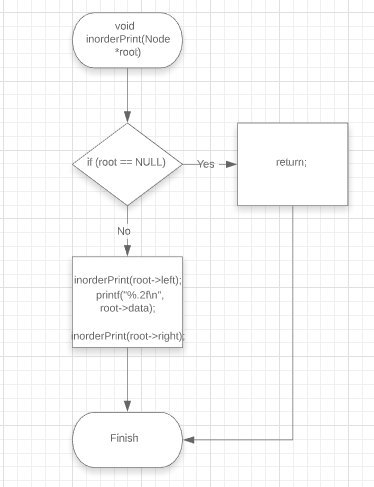 void
inorderPrint(Node
*root)
if (root == NULL)
Yes
return;
No
inorderPrint(root->left);
printf("%.2f\n",
root->data);
inorderPrint(root->right);
Finish